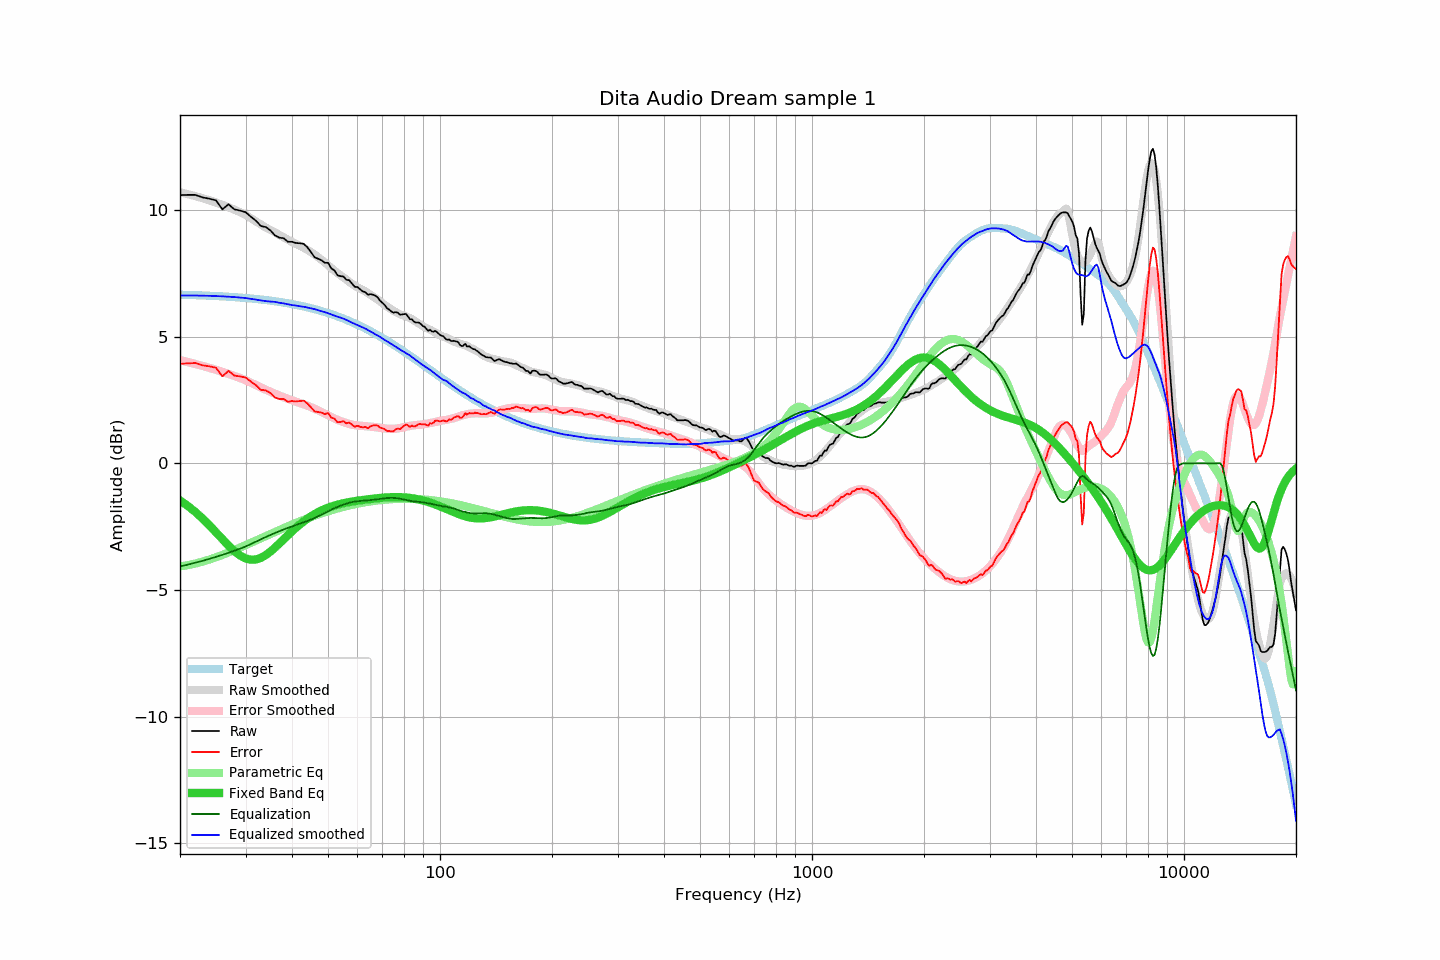 Dita Audio Dream sample 1
Amplitude (dBr)
10
5
0
−5
−10
−15
Target
Raw Smoothed
Error Smoothed
Raw
Error
Parametric Eq
Fixed Band Eq
Equalization
Equalized smoothed
100
1000
10000
Frequency (Hz)